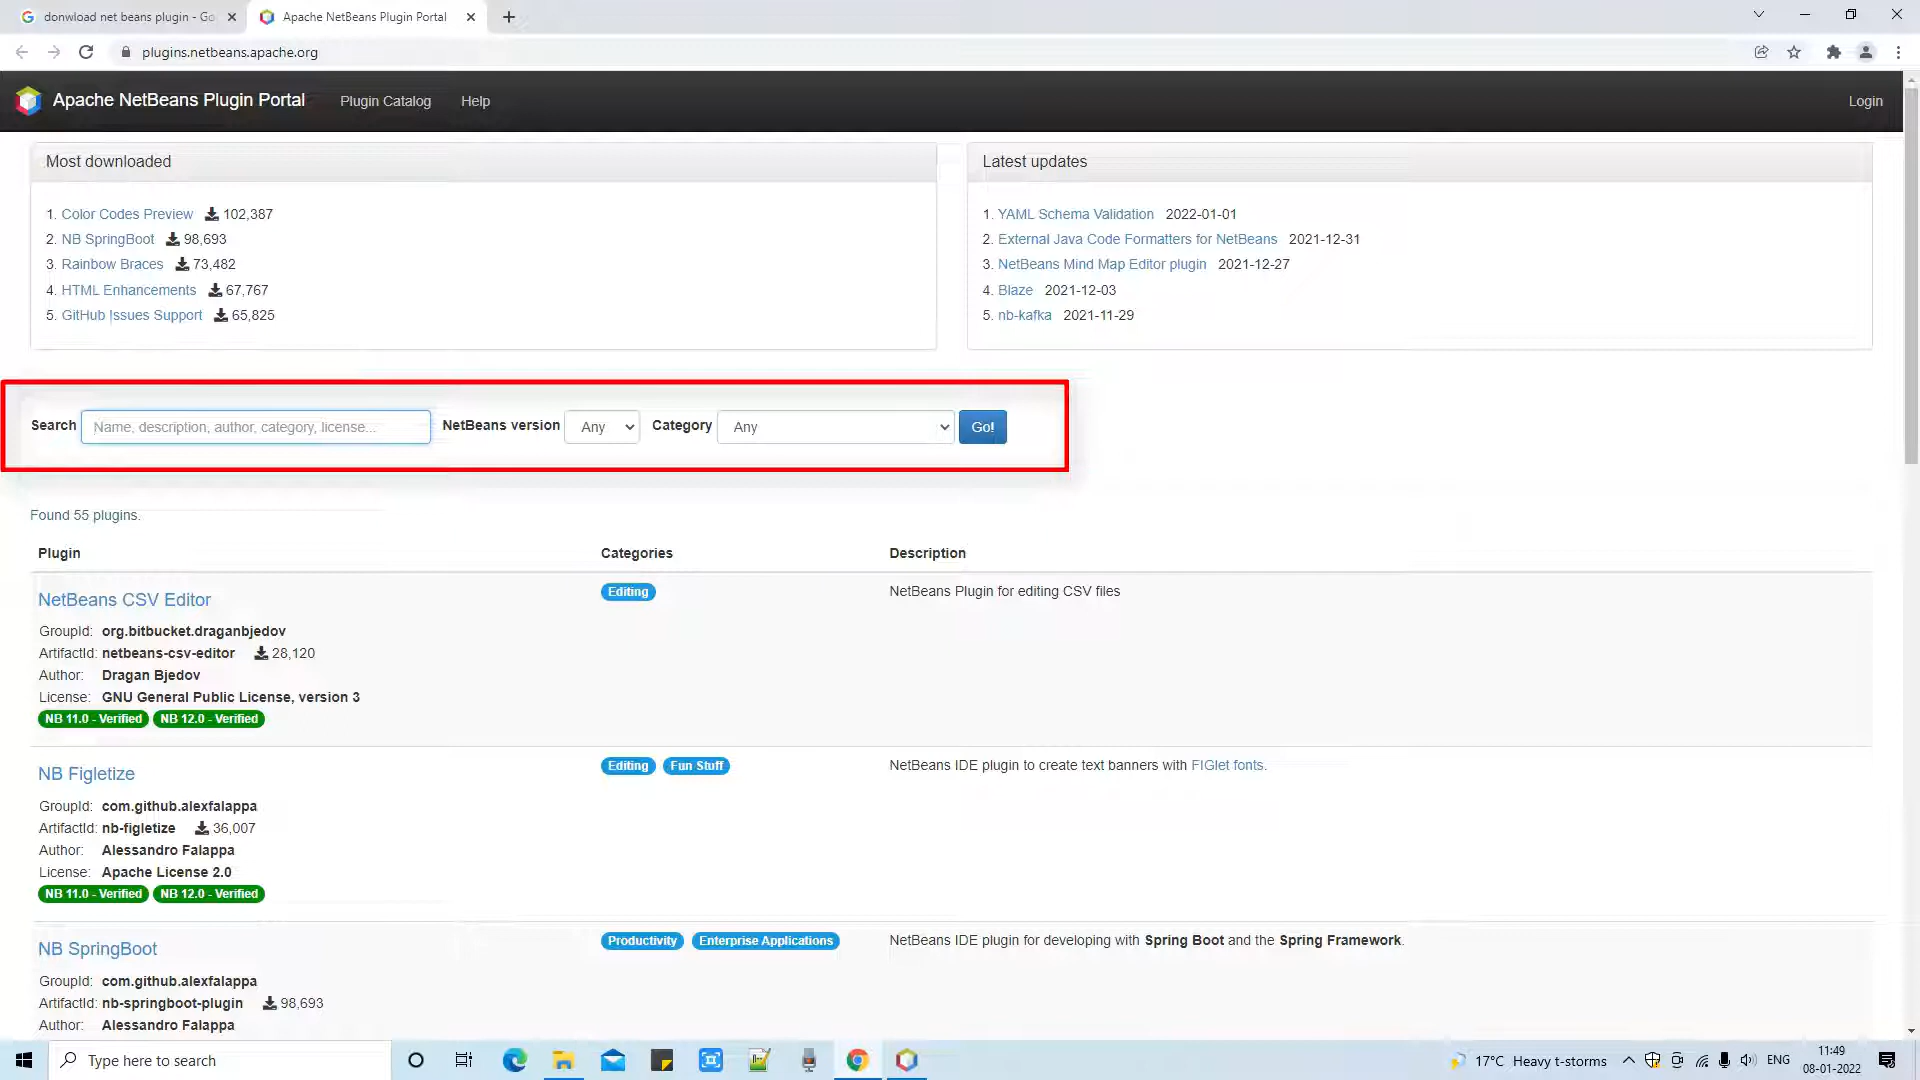 donwload net beans plugin - Go
Apache NetBeans Plugin Portal
plugins.netbeans.apache.org
Apache NetBeans Plugin Portal
Plugin Catalog
Help
Login
Most downloaded
1. Color Codes Preview 102,387
2. NB SpringBoot 98,693
3. Rainbow Braces 73,482
4. HTML Enhancements 67,767
5. GitHub Issues Support 65,825
Latest updates
1. YAML Schema Validation 2022-01-01
2. External Java Code Formatters for NetBeans 2021-12-31
3. NetBeans Mind Map Editor plugin 2021-12-27
4. Blaze 2021-12-03
5. nb-kafka 2021-11-29
Search Name, description, author, category, license... NetBeans version Any Category Any Go!
Found 55 plugins.
Plugin Categories Description
NetBeans CSV Editor Editing NetBeans Plugin for editing CSV files
GroupId: org.bitbucket.draganbjedov
ArtifactId: netbeans-csv-editor 28,120
Author: Dragan Bjedov
License: GNU General Public License, version 3
NB 11.0 - Verified NB 12.0 - Verified
NB Figletize Editing Fun Stuff NetBeans IDE plugin to create text banners with FIGlet fonts.
GroupId: com.github.alexfalappa
ArtifactId: nb-figletize 36,007
Author: Alessandro Falappa
License: Apache License 2.0
NB 11.0 - Verified NB 12.0 - Verified
NB SpringBoot Productivity Enterprise Applications NetBeans IDE plugin for developing with Spring Boot and the Spring Framework.
GroupId: com.github.alexfalappa
ArtifactId: nb-springboot-plugin 98,693
Author: Alessandro Falappa
Type here to search
17°C Heavy t-storms
ENG
11:49
08-01-2022